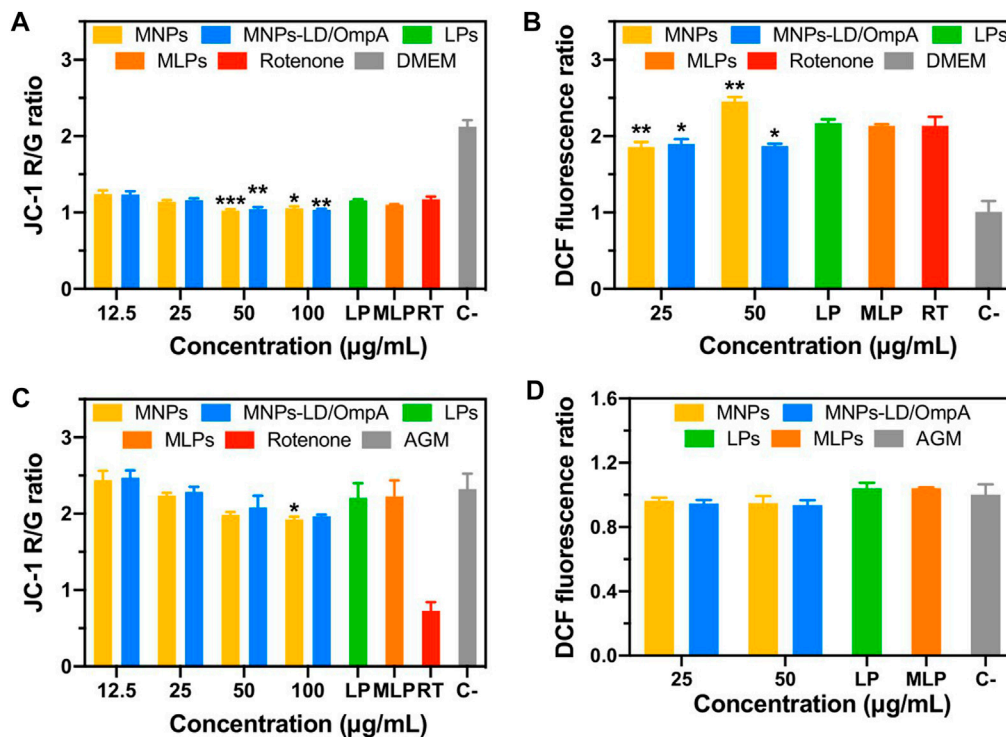 A
MNPs MNPs-LD/OmpA LPs
MLPs Rotenone DMEM
JC-1 R/G ratio
3
2
1
0
*** ** * **
12.5 25 50 100 LP MLP RT C-
Concentration (µg/mL)
B
MNPs MNPs-LD/OmpA LPs
MLPs Rotenone DMEM
DCF fluorescence ratio
3
2
1
0
** * ** *
25 50 LP MLP RT C-
Concentration (µg/mL)
C
MNPs MNPs-LD/OmpA LPs
MLPs Rotenone AGM
JC-1 R/G ratio
3
2
1
0
*
12.5 25 50 100 LP MLP RT C-
Concentration (µg/mL)
D
MNPs MNPs-LD/OmpA
LPs MLPs AGM
DCF fluorescence ratio
1.6
1.2
0.8
0.4
0.0
25 50 LP MLP C-
Concentration (µg/mL)